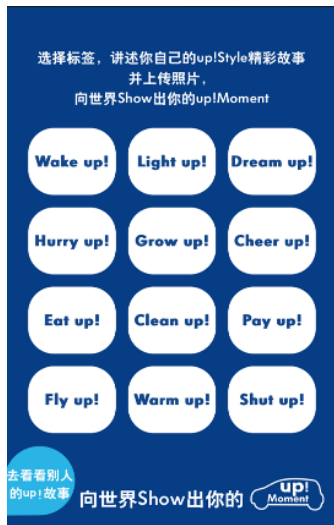 选择标签，讲述你自己的up!Style精彩故事
并上传照片，
向世界Show出你的up!Moment
Wake up! Light up! Dream up!
Hurry up! Grow up! Cheer up!
Eat up! Clean up! Pay up!
Fly up! Warm up! Shut up!
去看看别人
的up!故事
向世界Show出你的
up!
Moment